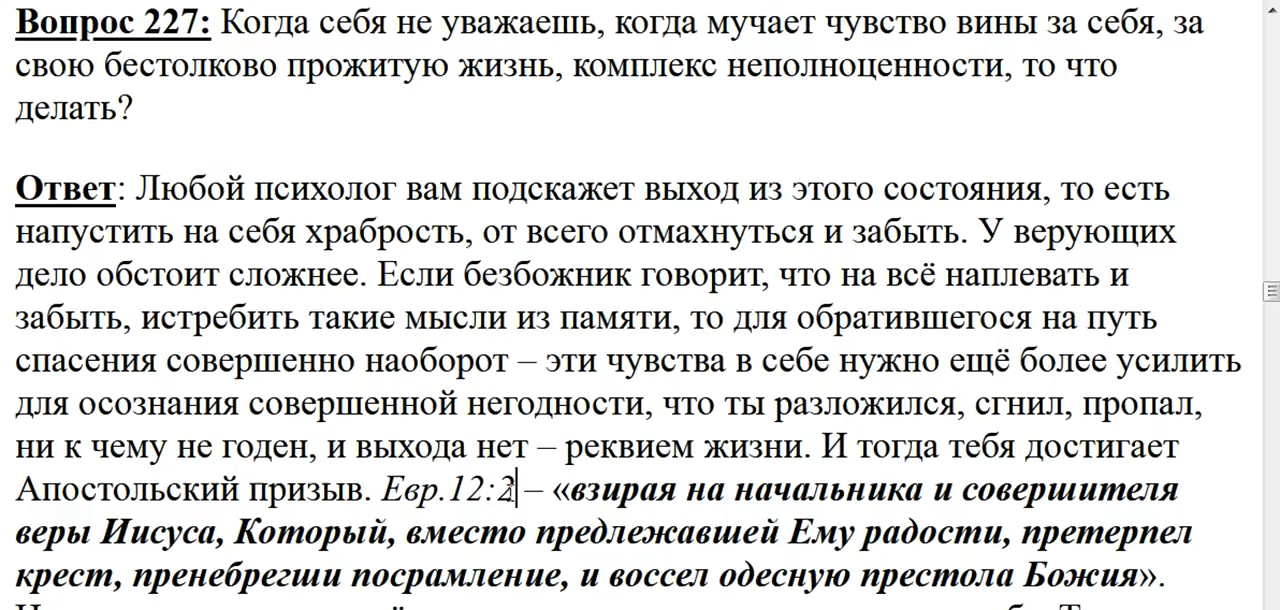 Вопрос 227: Когда себя не уважаешь, когда мучает чувство вины за себя, за
свою бестолково прожитую жизнь, комплекс неполноценности, то что
делать?
Ответ: Любой психолог вам подскажет выход из этого состояния, то есть
напустить на себя храбрость, от всего отмахнуться и забыть. У верующих
дело обстоит сложнее. Если безбожник говорит, что на всё наплевать и
забыть, истребить такие мысли из памяти, то для обратившегося на путь
спасения совершенно наоборот – эти чувства в себе нужно ещё более усилить
для осознания совершенной негодности, что ты разложился, сгнил, пропал,
ни к чему не годен, и выхода нет – реквием жизни. И тогда тебя достигает
Апостольский призыв. Евр.12:2 – «взирая на начальника и совершителя
веры Иисуса, Который, вместо предлежавшей Ему радости, претерпел
крест, пренебрегши посрамление, и воссел одесную престола Божия».